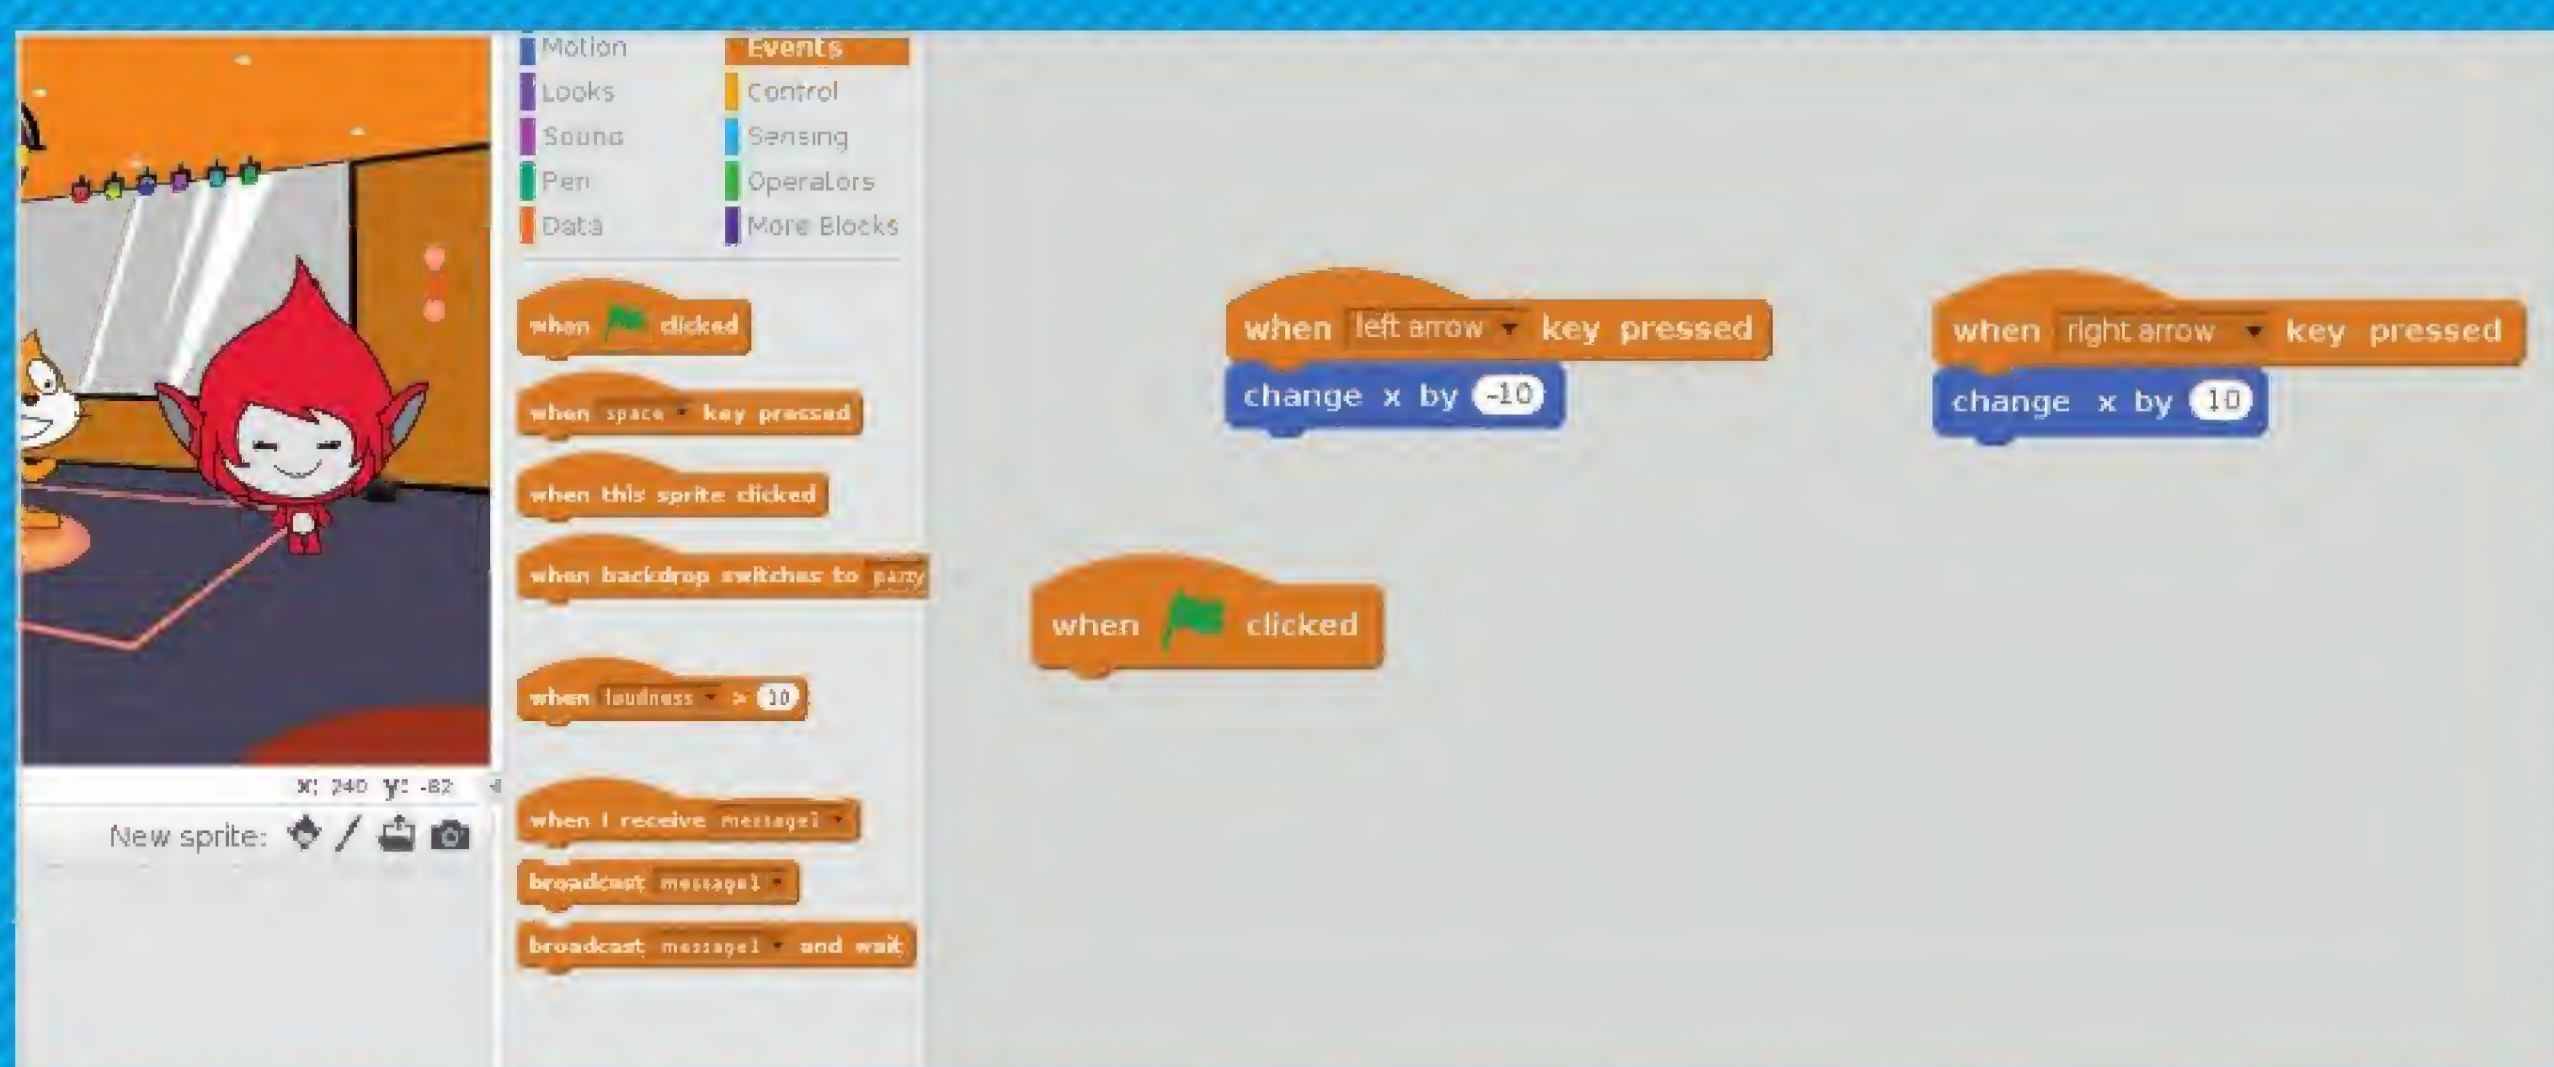 Motion
Events
Looks
Control
Sound
Sensing
Pen
Operators
Data
More Blocks
when clicked
when space key pressed
when this sprite clicked
when backdrop switches to party
when loudness > 10
when I receive message1
broadcast message1
broadcast message1 and wait
x: 240 y: -82
New sprite:
when left arrow key pressed
change x by -10
when right arrow key pressed
change x by 10
when clicked